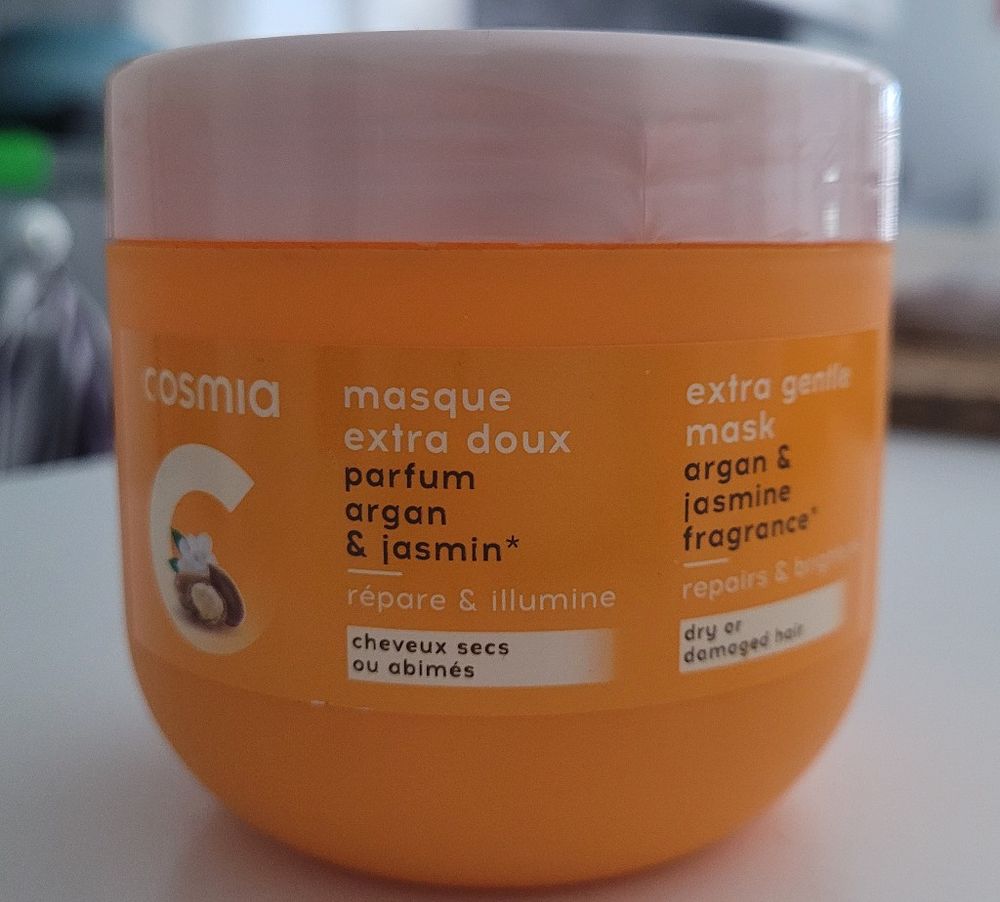 cosmia
masque
extra doux
parfum
argan
& jasmin*
répare & illumine
cheveux secs
ou abimés
extra gentle
mask
argan &
jasmine
fragrance*
repairs &
dry or
damaged hair